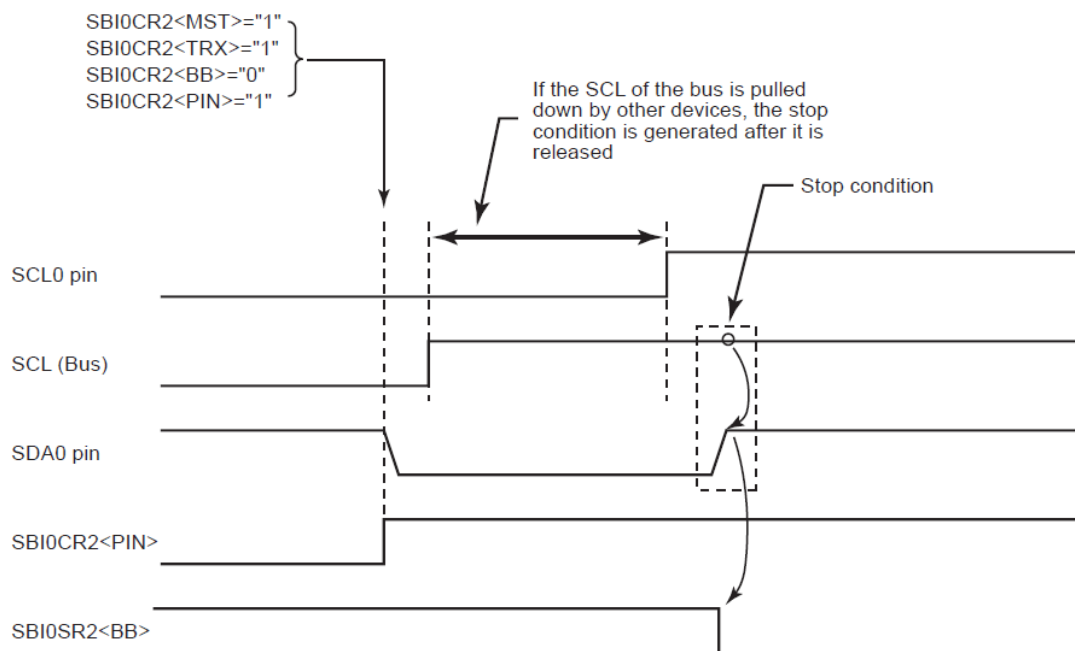 SBI0CR2<MST>="1"
SBI0CR2<TRX>="1"
SBI0CR2<BB>="0"
SBI0CR2<PIN>="1"
If the SCL of the bus is pulled
down by other devices, the stop
condition is generated after it is
released
Stop condition
SCL0 pin
SCL (Bus)
SDA0 pin
SBI0CR2<PIN>
SBI0SR2<BB>